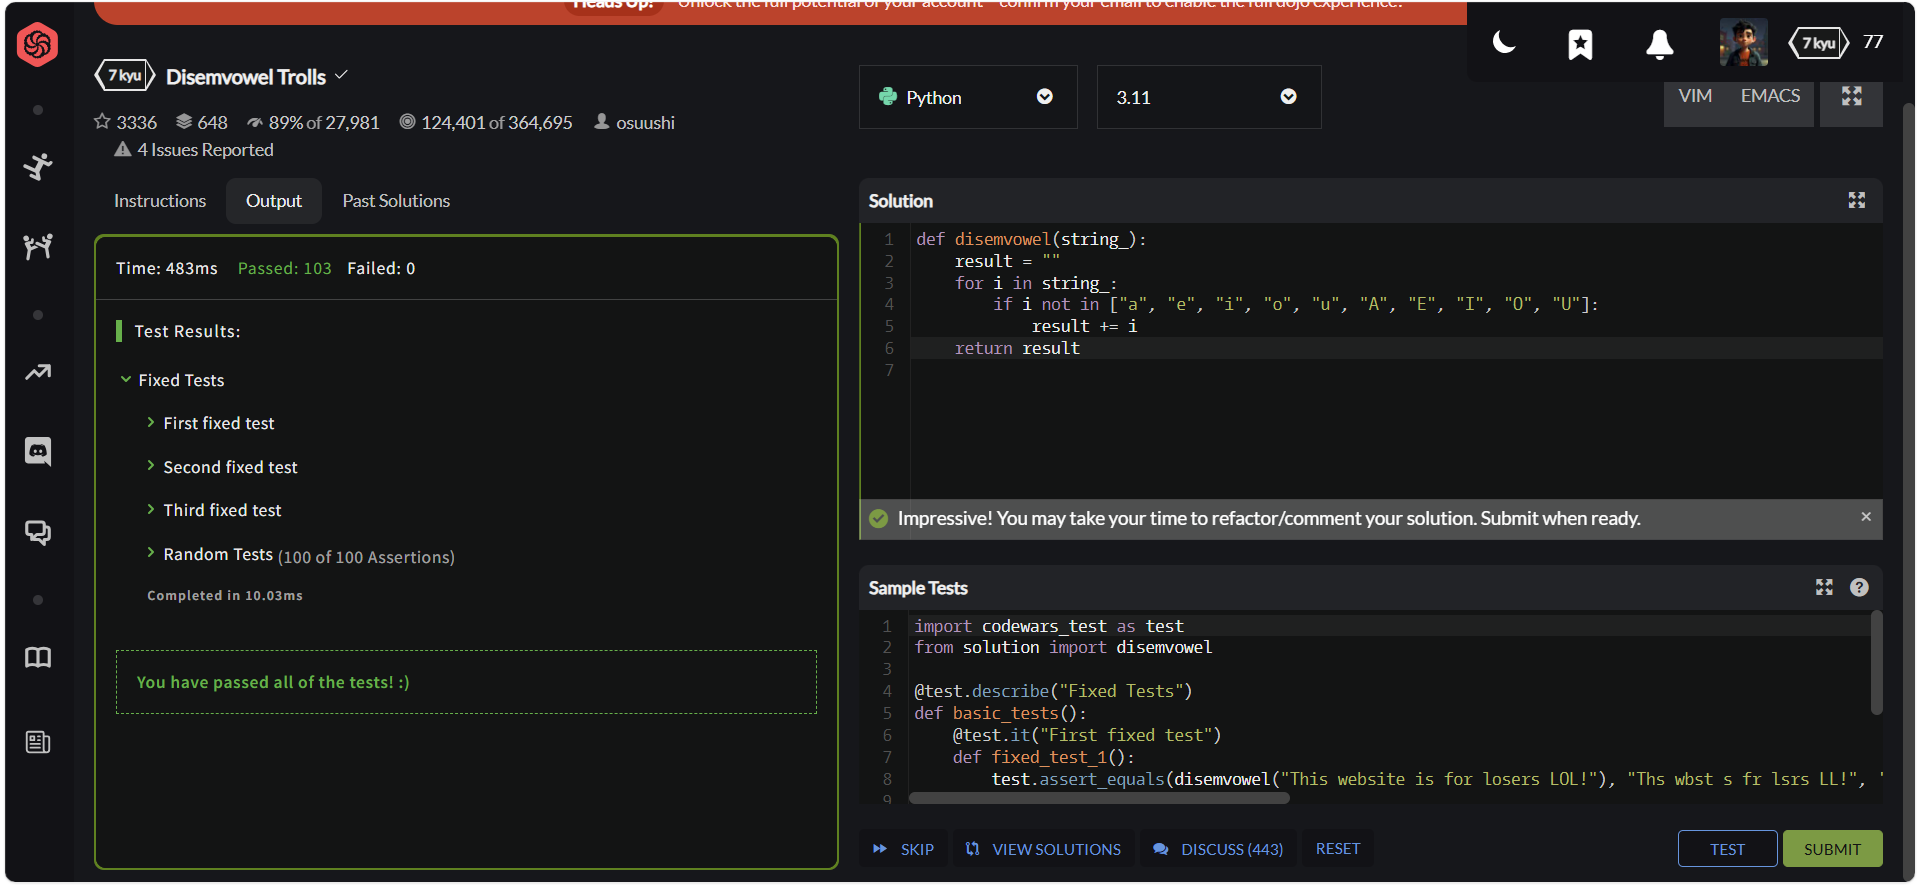 Heads Up! Unlock the full potential of your account - confirm your email to enable the full dojo experience.
7 kyu 77
7 kyu Disemvowel Trolls
3336 648 89% of 27,981 124,401 of 364,695 osuushi
4 Issues Reported
Python 3.11 VIM EMACS
Instructions Output Past Solutions
Time: 483ms Passed: 103 Failed: 0
Test Results:
Fixed Tests
First fixed test
Second fixed test
Third fixed test
Random Tests (100 of 100 Assertions)
Completed in 10.03ms
You have passed all of the tests! :)
Solution
1 def disemvowel(string_):
2     result = ""
3     for i in string_:
4         if i not in ["a", "e", "i", "o", "u", "A", "E", "I", "O", "U"]:
5             result += i
6     return result
7
Impressive! You may take your time to refactor/comment your solution. Submit when ready. ×
Sample Tests ?
1 import codewars_test as test
2 from solution import disemvowel
3
4 @test.describe("Fixed Tests")
5 def basic_tests():
6     @test.it("First fixed test")
7     def fixed_test_1():
8         test.assert_equals(disemvowel("This website is for losers LOL!"), "Ths wbst s fr lsrs LL!", "
9
SKIP VIEW SOLUTIONS DISCUSS (443) RESET TEST SUBMIT